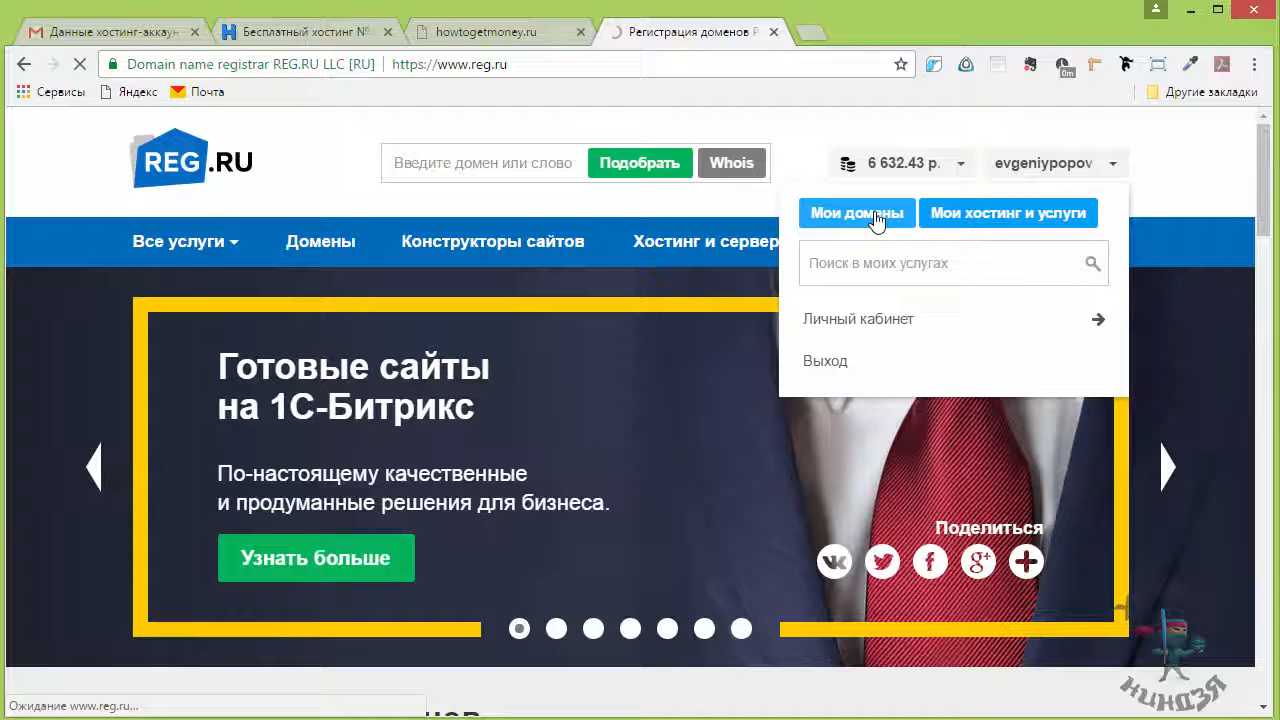 Данные хостинг-аккаун
Бесплатный хостинг №
howtogetmoney.ru
Регистрация доменов Р
Domain name registrar REG.RU LLC [RU]
https://www.reg.ru
0m
Сервисы
Яндекс
Почта
Другие закладки
REG.RU
Введите домен или слово
Подобрать
Whois
6 632.43 р.
evgeniypopov
Мои домены
Мои хостинг и услуги
Все услуги
Домены
Конструкторы сайтов
Хостинг и сервер
Поиск в моих услугах
Личный кабинет
Выход
Готовые сайты
на 1С-Битрикс
По-настоящему качественные
и продуманные решения для бизнеса.
Узнать больше
Поделиться
Ожидание www.reg.ru...
ниндзя